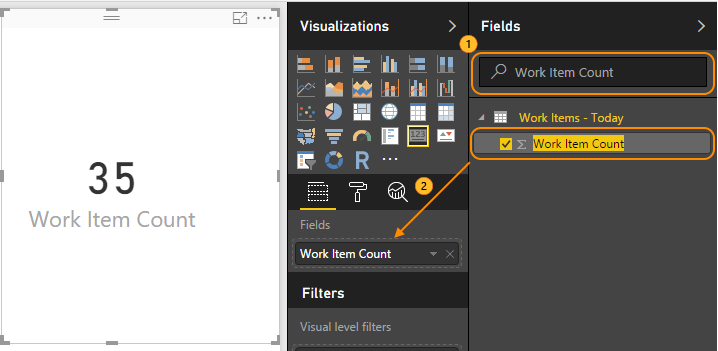 35
Work Item Count
Visualizations
123
R
2
Fields
Work Item Count
Filters
Visual level filters
Fields
1
Work Item Count
Work Items - Today
Σ Work Item Count